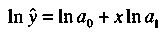 ln ŷ = ln a₀ + x ln a₁